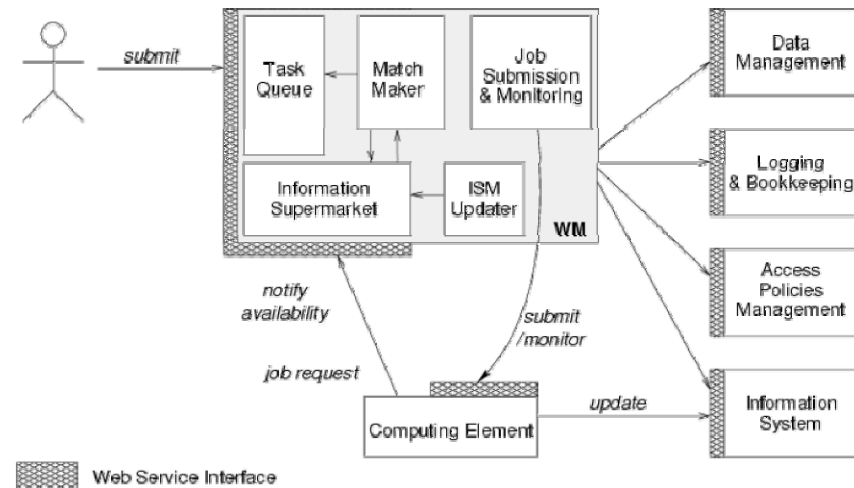 submit
Task
Queue
Match
Maker
Job
Submission
& Monitoring
Information
Supermarket
ISM
Updater
WM
Data
Management
Logging
& Bookkeeping
Access
Policies
Management
Information
System
notify
availability
job request
submit
/monitor
Computing Element
update
Web Service Interface